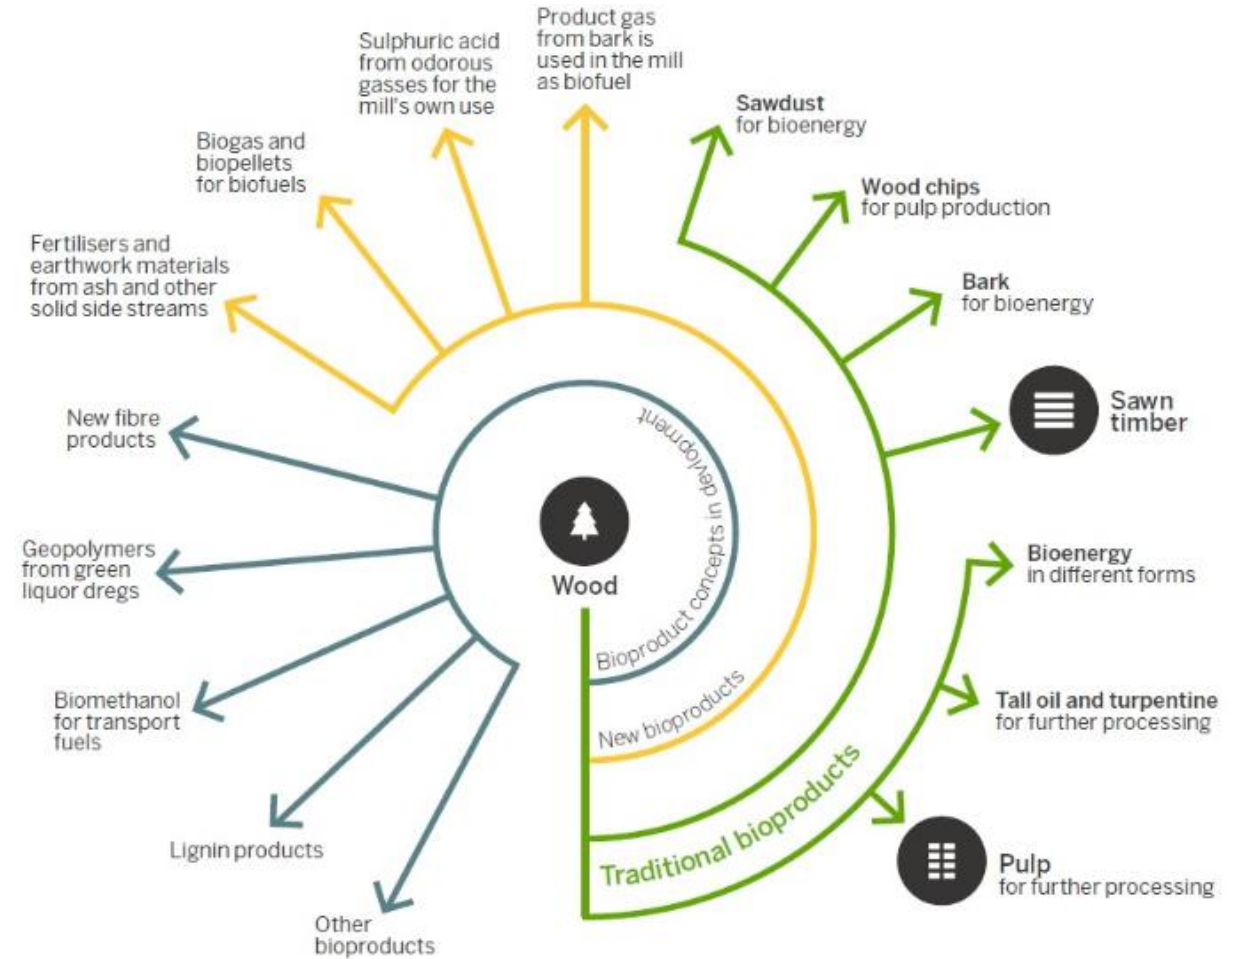 Product gas
from bark is
used in the mill
as biofuel
Sulphuric acid
from odorous
gasses for the
mill's own use
Biogas and
biopellets
for biofuels
Fertilisers and
earthwork materials
from ash and other
solid side streams
New fibre
products
Geopolymers
from green
liquor dregs
Biomethanol
for transport
fuels
Lignin products
Other
bioproducts
Sawdust
for bioenergy
Wood chips
for pulp production
Bark
for bioenergy
Sawn
timber
Bioenergy
in different forms
Tall oil and turpentine
for further processing
Pulp
for further processing
Wood
Bioproduct concepts in devlopment
New bioproducts
Traditional bioproducts